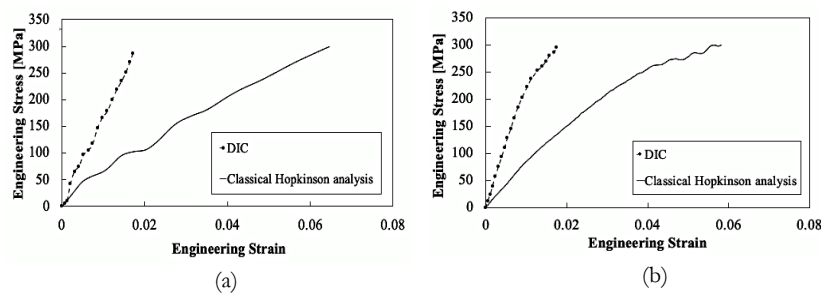 350
300
250
200
150
100
50
0
Engineering Stress [MPa]
0
0.02
0.04
0.06
0.08
Engineering Strain
DIC
Classical Hopkinson analysis
(a)
350
300
250
200
150
100
50
0
Engineering Stress [MPa]
0
0.02
0.04
0.06
0.08
Engineering Strain
DIC
Classical Hopkinson analysis
(b)